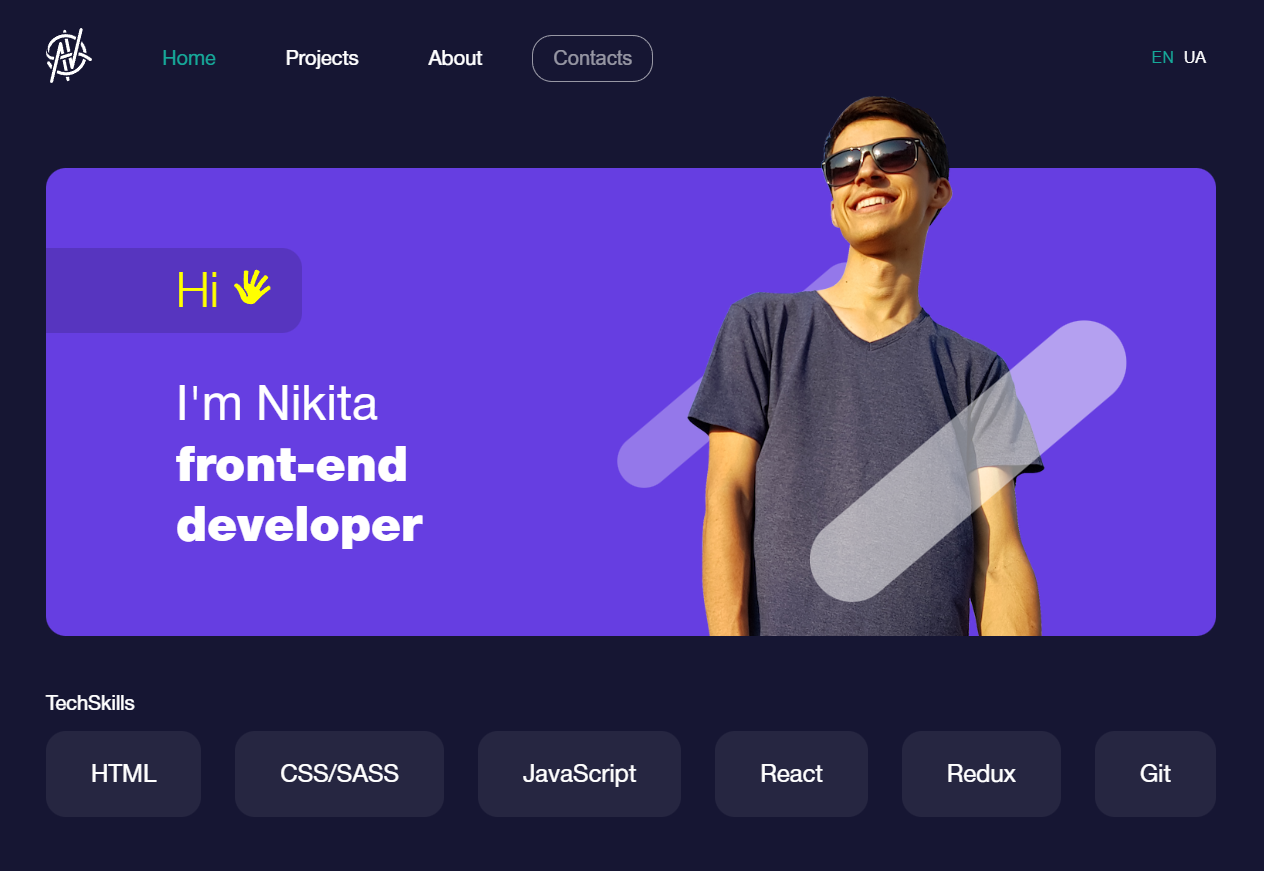 Home Projects About Contacts EN UA
Hi
I'm Nikita
front-end
developer
TechSkills
HTML CSS/SASS JavaScript React Redux Git